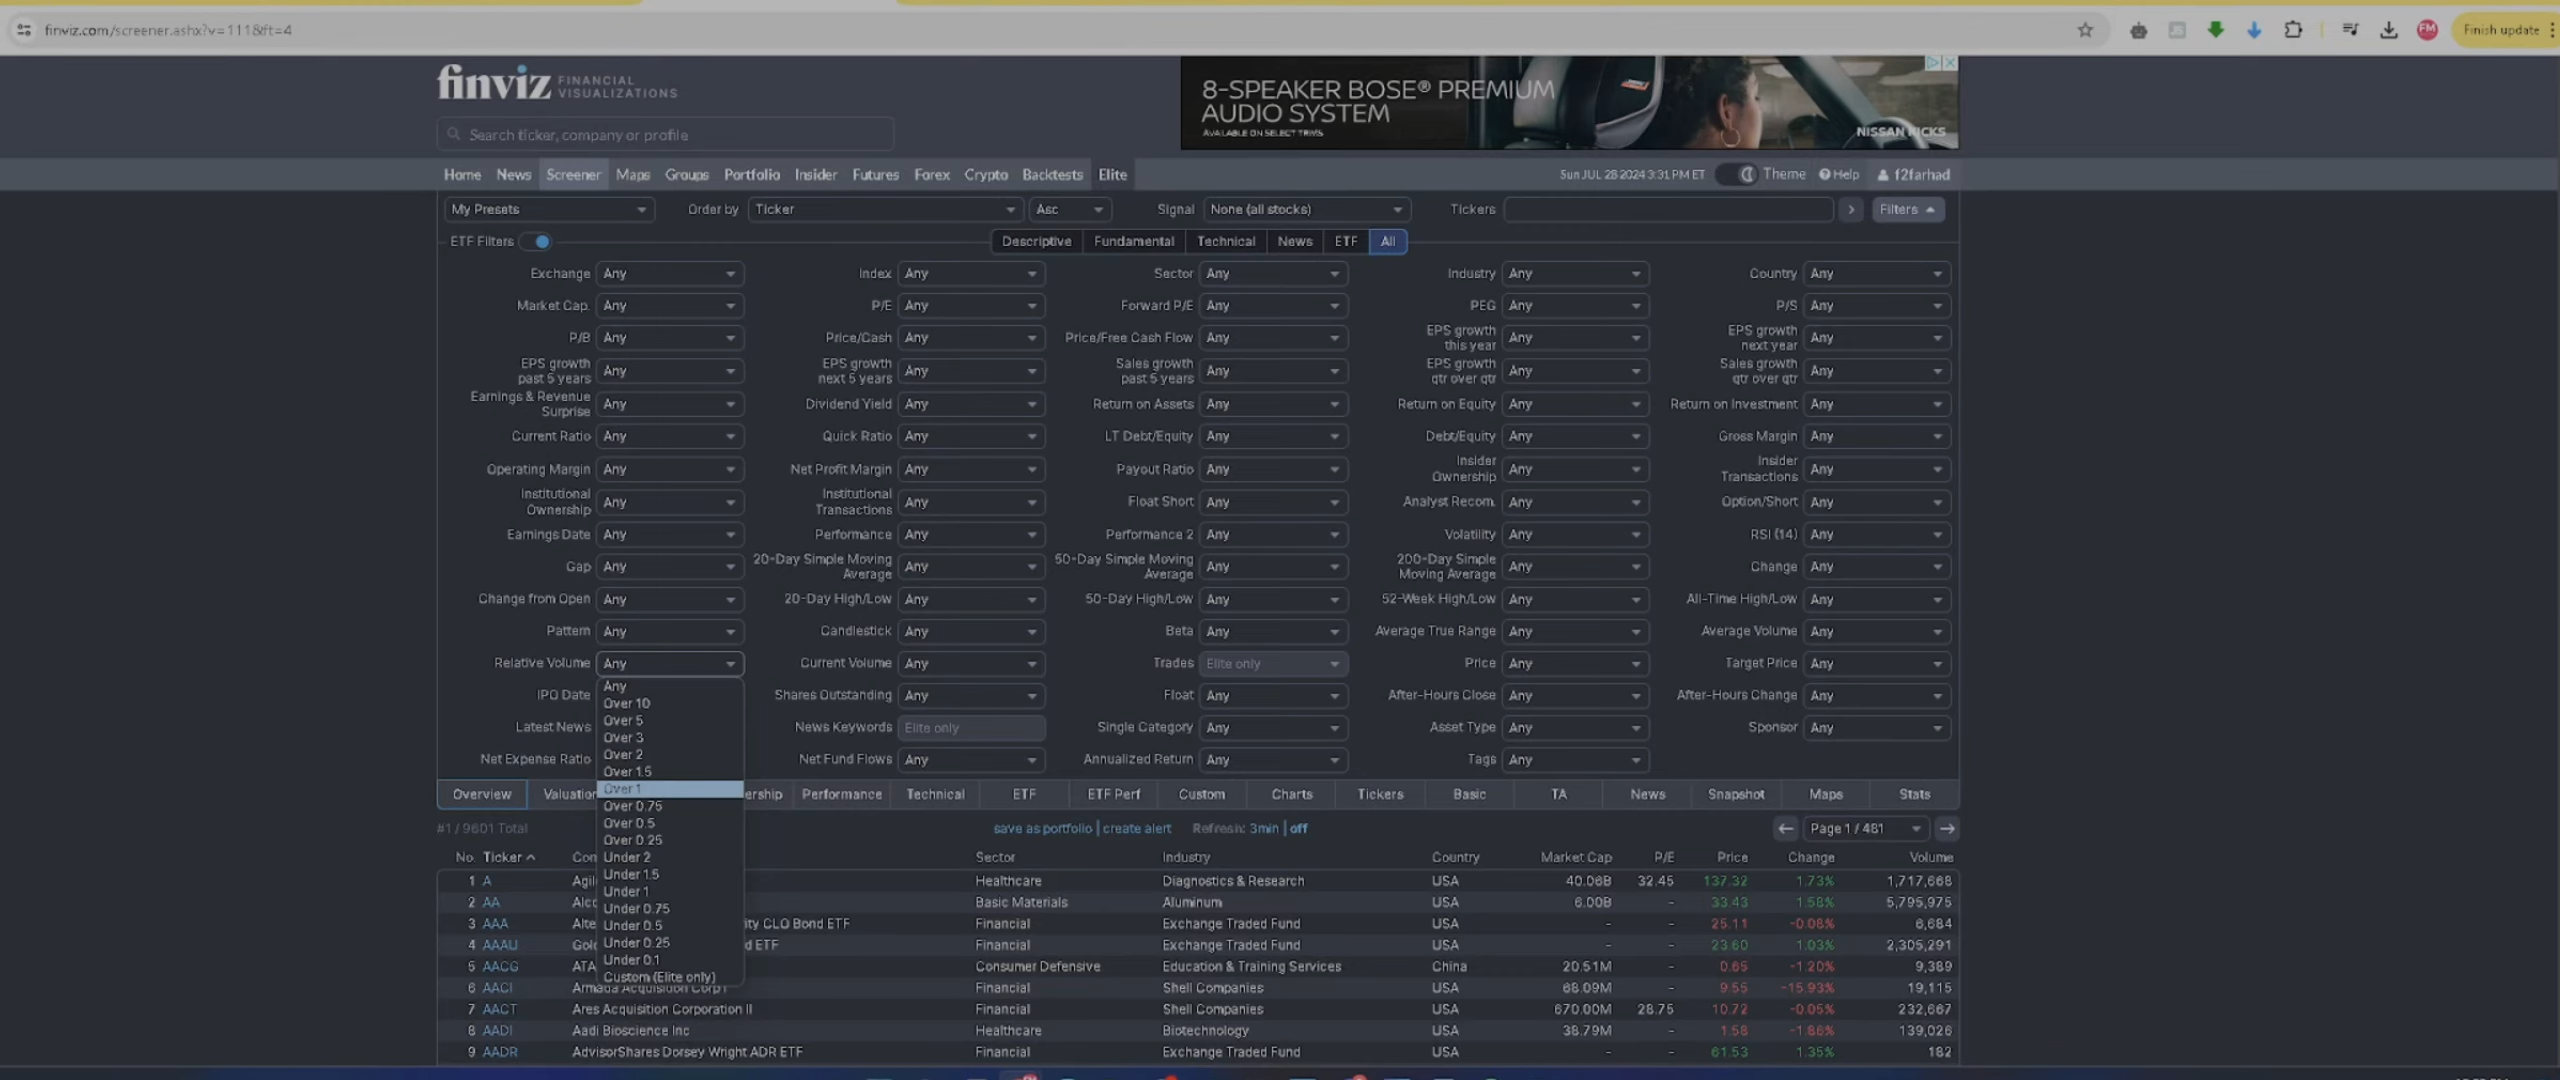 finviz.com/screener.ashx?v=111&ft=4
Finish update
finviz FINANCIAL VISUALIZATIONS
8-SPEAKER BOSE® PREMIUM
AUDIO SYSTEM
AVAILABLE ON SELECT TRIMS
NISSAN KICKS
Search ticker, company or profile
Home News Screener Maps Groups Portfolio Insider Futures Forex Crypto Backtests Elite Sun JUL 28 2024 3:31 PM ET Theme Help f2farhad
My Presets Order by Ticker Asc Signal None (all stocks) Tickers > Filters
ETF Filters Descriptive Fundamental Technical News ETF All
Exchange Any Index Any Sector Any Industry Any Country Any
Market Cap. Any P/E Any Forward P/E Any PEG Any P/S Any
P/B Any Price/Cash Any Price/Free Cash Flow Any EPS growth this year Any EPS growth next year Any
EPS growth past 5 years Any EPS growth next 5 years Any Sales growth past 5 years Any EPS growth qtr over qtr Any Sales growth qtr over qtr Any
Earnings & Revenue Surprise Any Dividend Yield Any Return on Assets Any Return on Equity Any Return on Investment Any
Current Ratio Any Quick Ratio Any LT Debt/Equity Any Debt/Equity Any Gross Margin Any
Operating Margin Any Net Profit Margin Any Payout Ratio Any Insider Ownership Any Insider Transactions Any
Institutional Ownership Any Institutional Transactions Any Float Short Any Analyst Recom. Any Option/Short Any
Earnings Date Any Performance Any Performance 2 Any Volatility Any RSI (14) Any
Gap Any 20-Day Simple Moving Average Any 50-Day Simple Moving Average Any 200-Day Simple Moving Average Any Change Any
Change from Open Any 20-Day High/Low Any 50-Day High/Low Any 52-Week High/Low Any All-Time High/Low Any
Pattern Any Candlestick Any Beta Any Average True Range Any Average Volume Any
Relative Volume Any Current Volume Any Trades Elite only Price Any Target Price Any
IPO Date Shares Outstanding Any Float Any After-Hours Close Any After-Hours Change Any
Latest News News Keywords Elite only Single Category Any Asset Type Any Sponsor Any
Net Expense Ratio Net Fund Flows Any Annualized Return Any Tags Any
Any
Over 10
Over 5
Over 3
Over 2
Over 1.5
Over 1
Over 0.75
Over 0.5
Over 0.25
Under 2
Under 1.5
Under 1
Under 0.75
Under 0.5
Under 0.25
Under 0.1
Custom (Elite only)
Overview Valuation ership Performance Technical ETF ETF Perf Custom Charts Tickers Basic TA News Snapshot Maps Stats
#1 / 9601 Total save as portfolio | create alert Refresh: 3min | off Page 1 / 481
No. Ticker Con Sector Industry Country Market Cap P/E Price Change Volume
1 A Agil Healthcare Diagnostics & Research USA 40.06B 32.45 137.32 1.73% 1,717,668
2 AA Alco Basic Materials Aluminum USA 6.00B - 33.43 1.58% 5,795,975
3 AAA Alte ity CLO Bond ETF Financial Exchange Traded Fund USA - - 25.11 -0.08% 6,684
4 AAAU Gold d ETF Financial Exchange Traded Fund USA - - 23.60 1.03% 2,305,291
5 AACG ATA Consumer Defensive Education & Training Services China 20.51M - 0.65 -1.20% 9,389
6 AACI Armada Acquisition Corp I Financial Shell Companies USA 68.09M - 9.55 -15.93% 19,115
7 AACT Ares Acquisition Corporation II Financial Shell Companies USA 670.00M 28.75 10.72 -0.05% 232,667
8 AADI Aadi Bioscience Inc Healthcare Biotechnology USA 38.79M - 1.58 -1.86% 139,026
9 AADR AdvisorShares Dorsey Wright ADR ETF Financial Exchange Traded Fund USA - - 61.53 1.35% 182